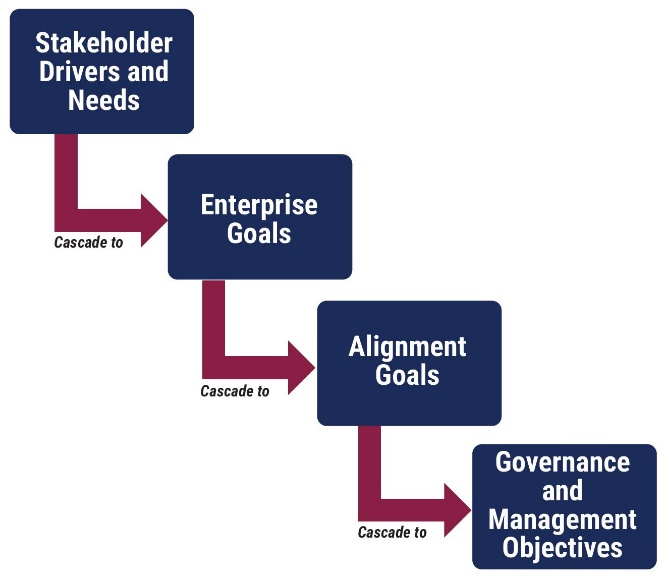 Stakeholder
Drivers and
Needs
Cascade to
Enterprise
Goals
Cascade to
Alignment
Goals
Cascade to
Governance
and
Management
Objectives